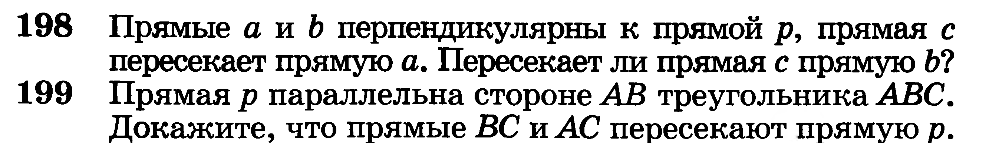 198 Прямые a и b перпендикулярны к прямой p, прямая c
пересекает прямую a. Пересекает ли прямая c прямую b?
199 Прямая p параллельна стороне AB треугольника ABC.
Докажите, что прямые BC и AC пересекают прямую p.